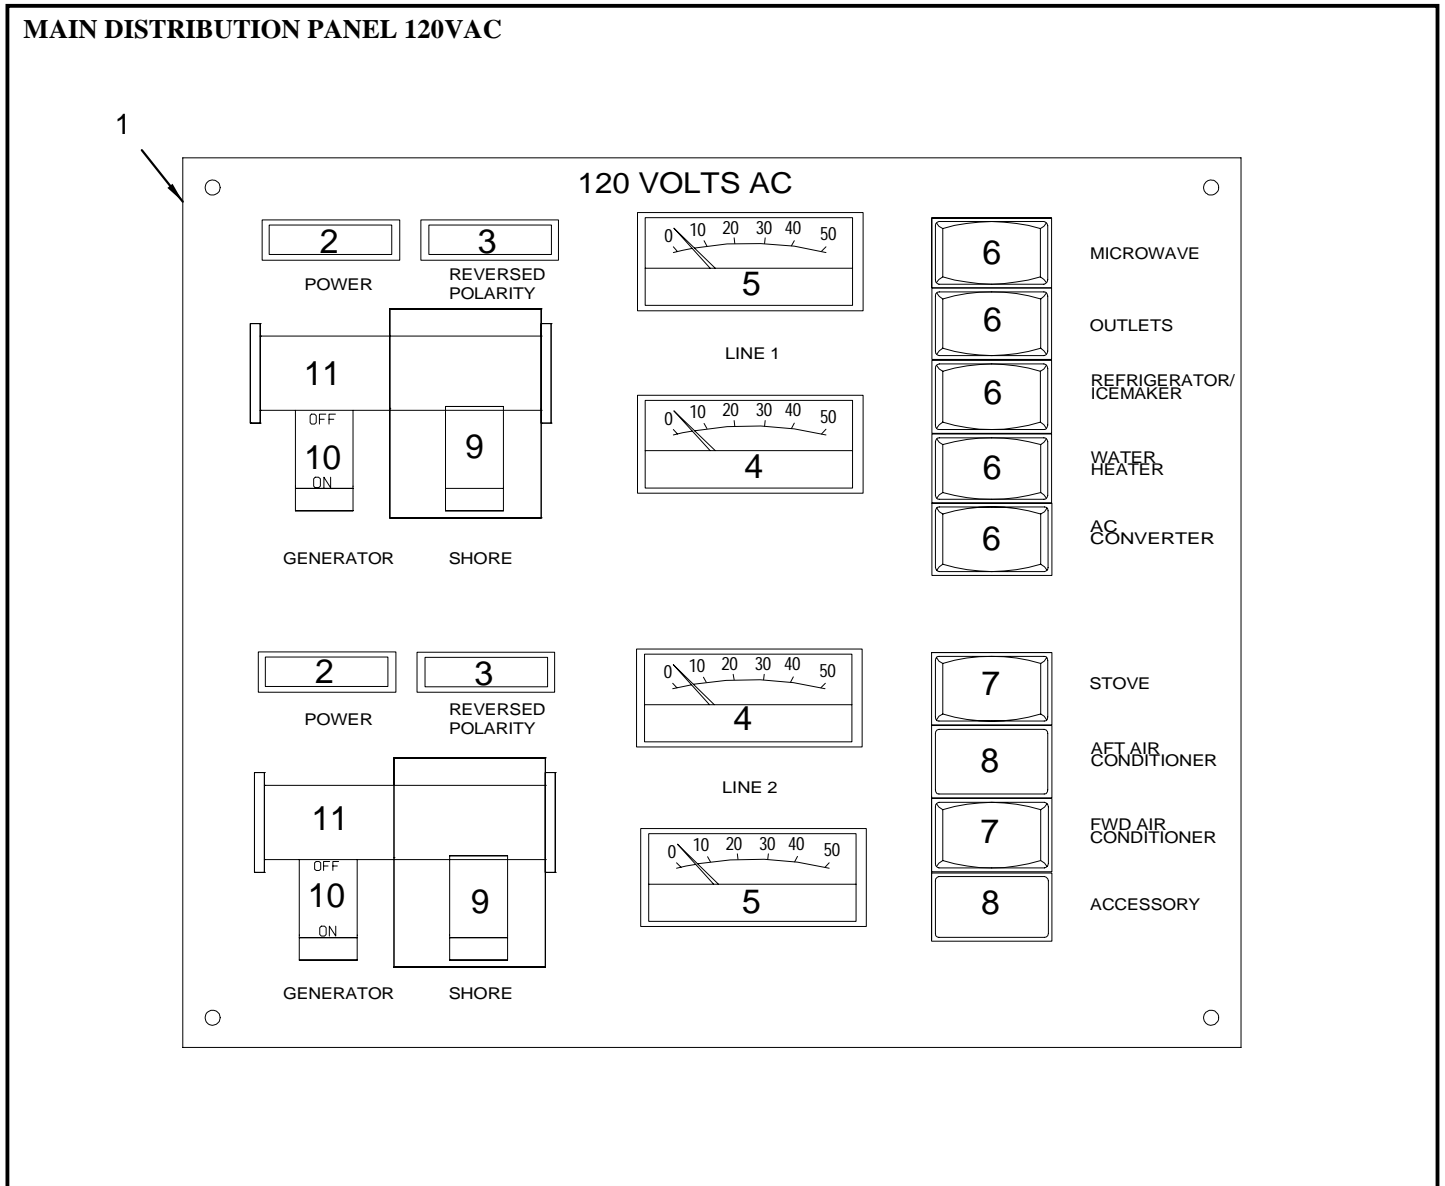 MAIN DISTRIBUTION PANEL 120VAC
1
120 VOLTS AC
2
POWER
3
REVERSED
POLARITY
11
OFF
10
ON
GENERATOR
9
SHORE
0 10 20 30 40 50
5
LINE 1
0 10 20 30 40 50
4
6
MICROWAVE
6
OUTLETS
6
REFRIGERATOR/
ICEMAKER
6
WATER
HEATER
6
AC
CONVERTER
2
POWER
3
REVERSED
POLARITY
11
OFF
10
ON
GENERATOR
9
SHORE
0 10 20 30 40 50
4
LINE 2
0 10 20 30 40 50
5
7
STOVE
8
AFT AIR
CONDITIONER
7
FWD AIR
CONDITIONER
8
ACCESSORY